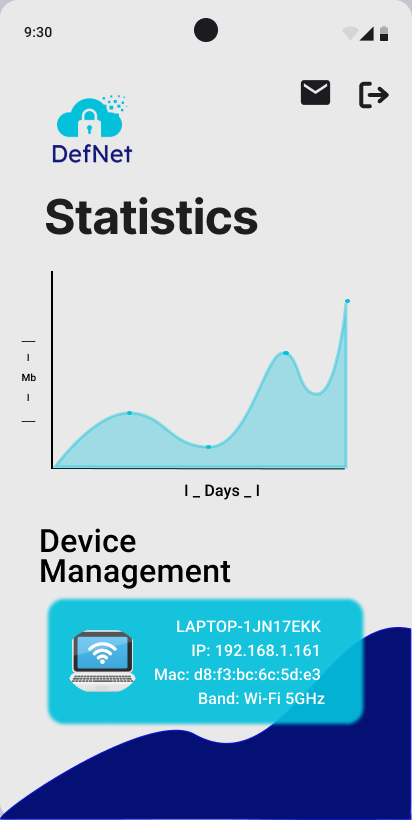 9:30
DefNet
Statistics
Mb
I _ Days _ I
Device
Management
LAPTOP-1JN17EKK
IP: 192.168.1.161
Mac: d8:f3:bc:6c:5d:e3
Band: Wi-Fi 5GHz